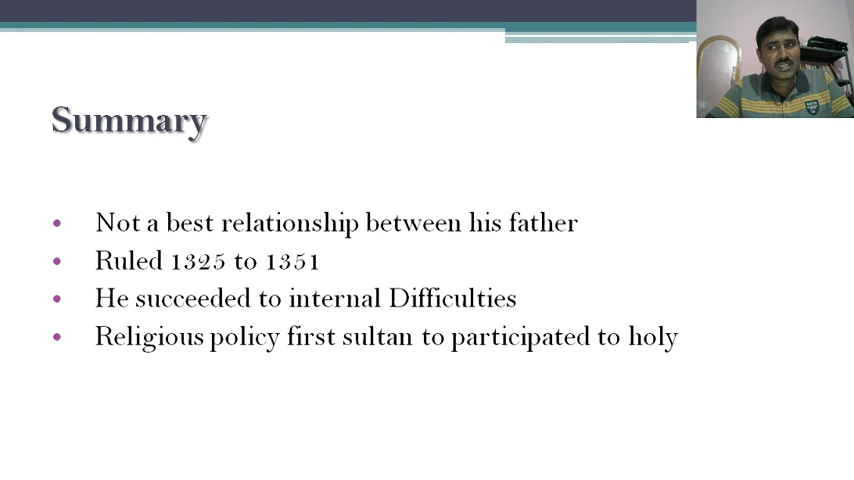 Summary
• Not a best relationship between his father
• Ruled 1325 to 1351
• He succeeded to internal Difficulties
• Religious policy first sultan to participated to holy